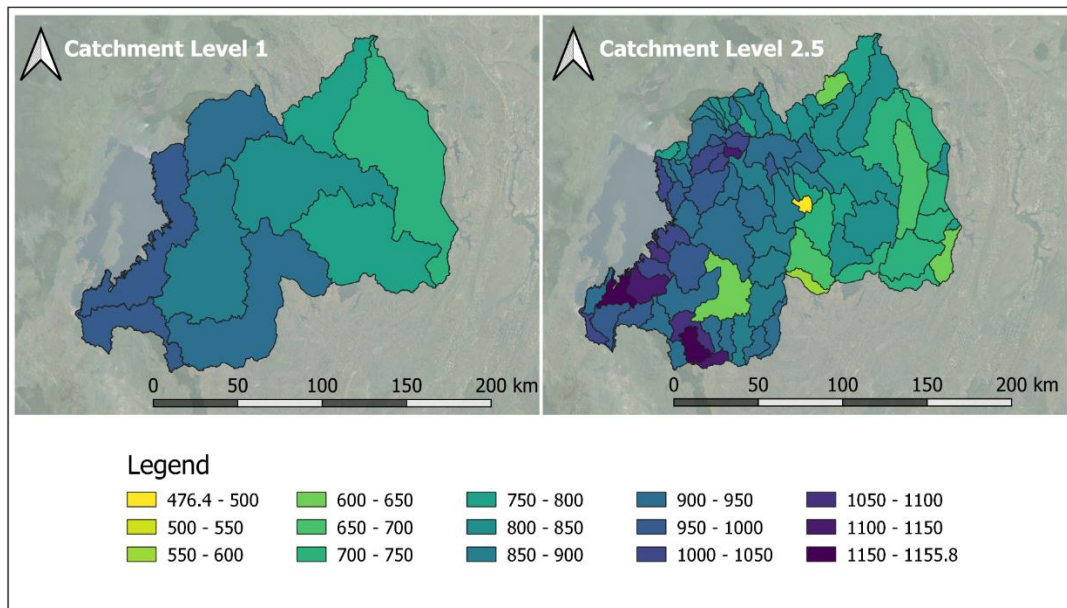 Catchment Level 1
Catchment Level 2.5
0 50 100 200 km
0 50 100 200 km
Legend
476.4 - 500
600 - 650
750 - 800
900 - 950
1050 - 1100
500 - 550
650 - 700
800 - 850
950 - 1000
1100 - 1150
550 - 600
700 - 750
850 - 900
1000 - 1050
1150 - 1155.8